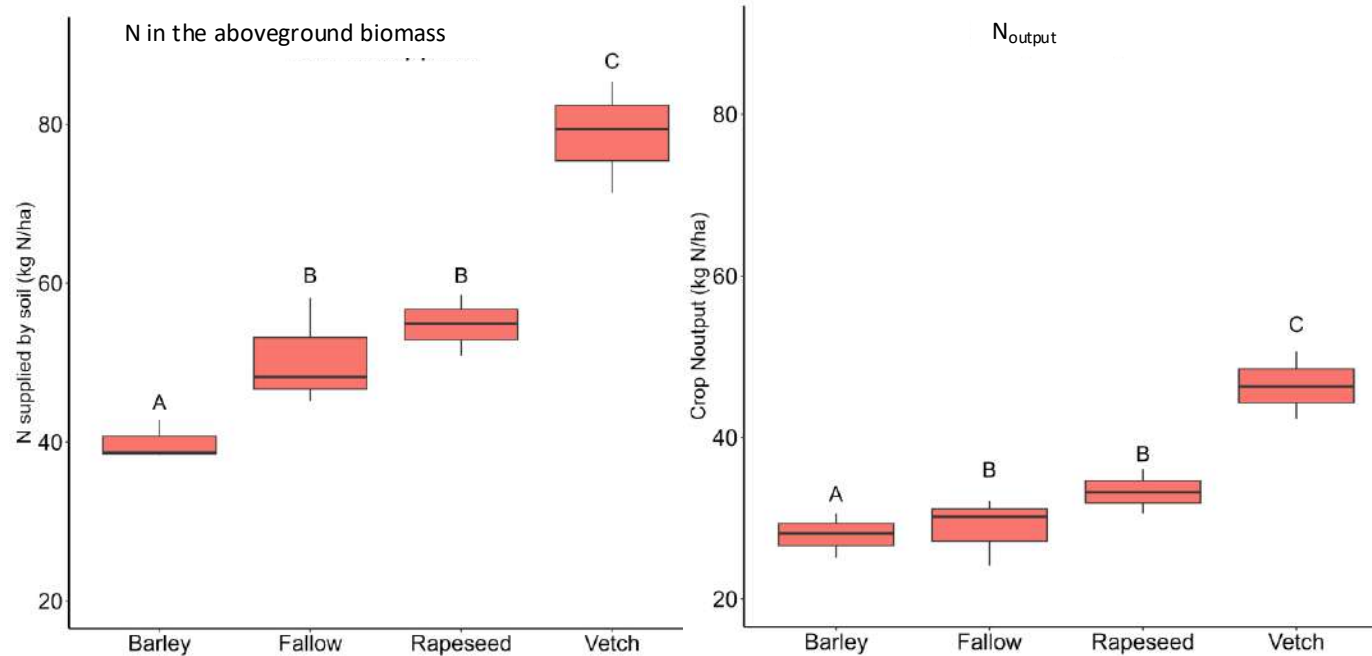 N in the aboveground biomass
N supplied by soil (kg N/ha)
80
60
40
20
A
B
B
C
Barley Fallow Rapeseed Vetch
Noutput
Crop Noutput (kg N/ha)
80
60
40
20
A
B
B
C
Barley Fallow Rapeseed Vetch